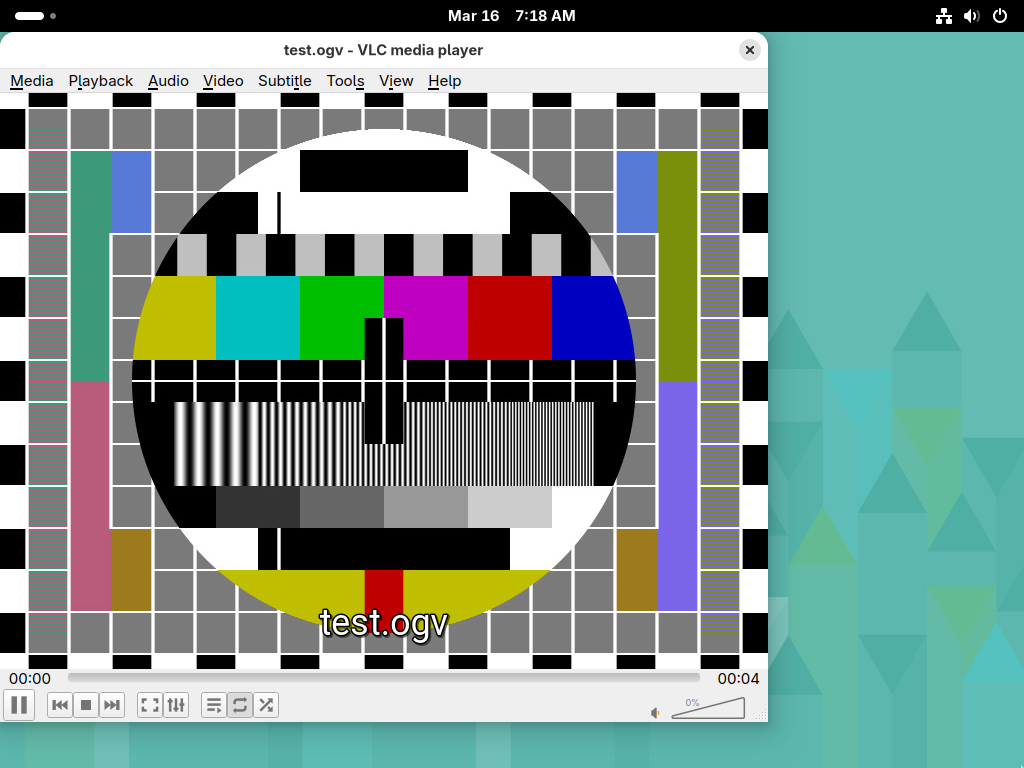 Mar 16 7:18 AM
test.ogv - VLC media player
Media Playback Audio Video Subtitle Tools View Help
test.ogv
00:00 00:04
0%